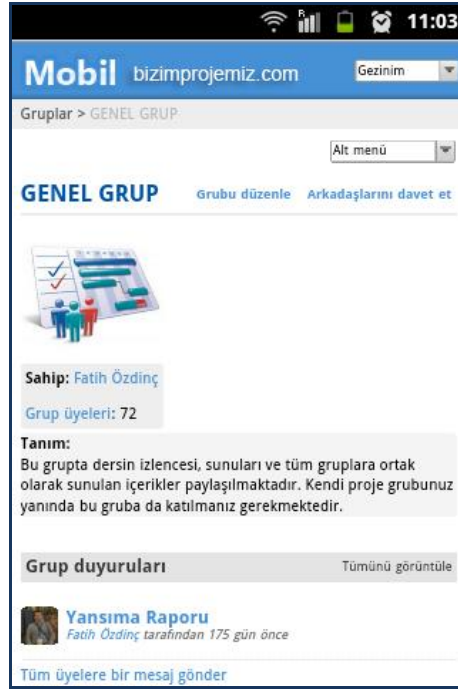 R
11:03
Mobil bizimprojemiz.com
Gezinim
Gruplar > GENEL GRUP
Alt menü
GENEL GRUP Grubu düzenle Arkadaşlarını davet et
Sahip: Fatih Özdinç
Grup üyeleri: 72
Tanım:
Bu grupta dersin izlencesi, sunuları ve tüm gruplara ortak
olarak sunulan içerikler paylaşılmaktadır. Kendi proje grubunuz
yanında bu gruba da katılmanız gerekmektedir.
Grup duyuruları Tümünü görüntüle
Yansıma Raporu
Fatih Özdinç tarafından 175 gün önce
Tüm üyelere bir mesaj gönder